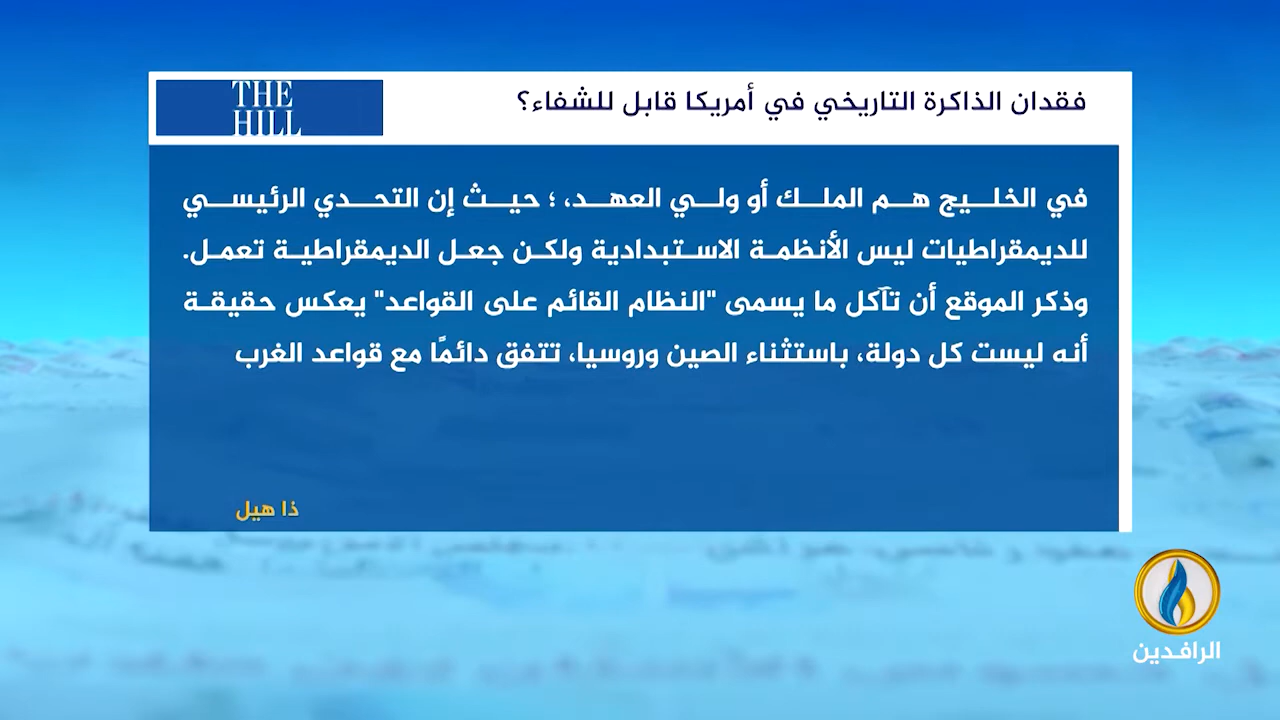 THE
HILL
فقدان الذاكرة التاريخي في أمريكا قابل للشفاء؟
في الخليج هم الملك أو ولي العهد، ؛ حيث إن التحدي الرئيسي
للديمقراطيات ليس الأنظمة الاستبدادية ولكن جعل الديمقراطية تعمل.
وذكر الموقع أن تآكل ما يسمى "النظام القائم على القواعد" يعكس حقيقة
أنه ليست كل دولة، باستثناء الصين وروسيا، تتفق دائمًا مع قواعد الغرب
ذا هيل
الرافدين